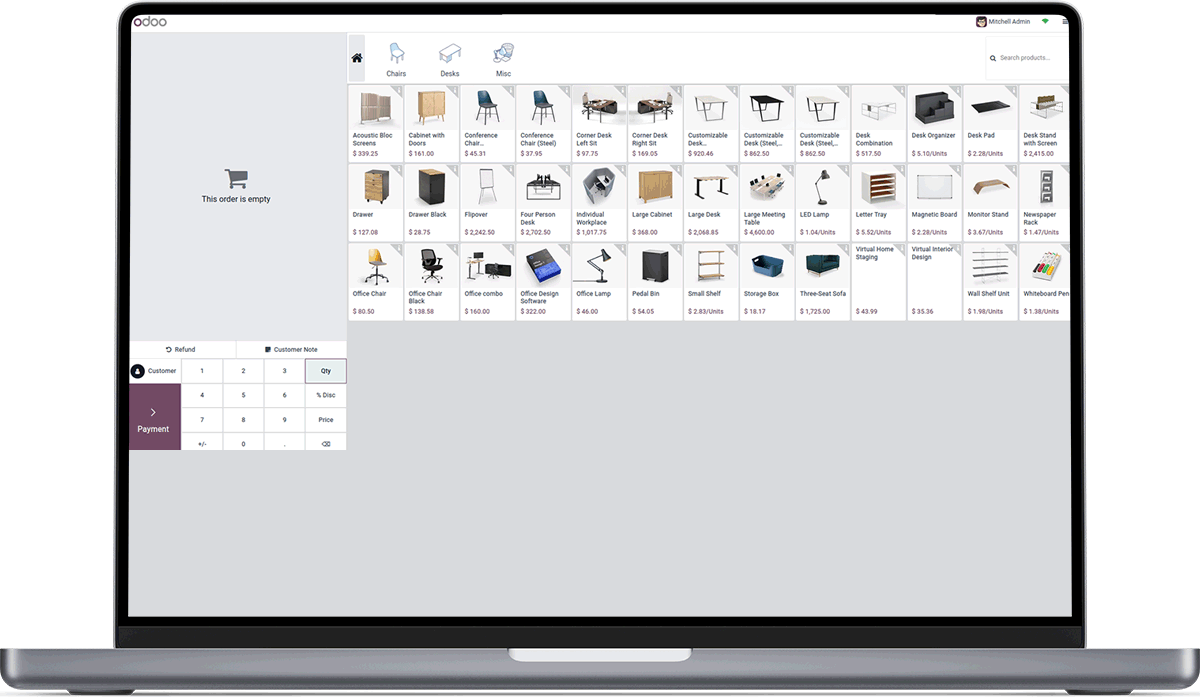 odoo
Mitchell Admin
Chairs
Desks
Misc
Search products...
This order is empty
Acoustic Bloc
Screens
$ 339.25
Cabinet with
Doors
$ 161.00
Conference
Chair...
$ 45.31
Conference
Chair (Steel)
$ 37.95
Corner Desk
Left Sit
$ 97.75
Corner Desk
Right Sit
$ 169.05
Customizable
Desk...
$ 920.46
Customizable
Desk (Steel,...
$ 862.50
Customizable
Desk (Steel,...
$ 862.50
Desk
Combination
$ 517.50
Desk Organizer
$ 5.10/Units
Desk Pad
$ 2.28/Units
Desk Stand
with Screen
$ 2,415.00
Drawer
$ 127.08
Drawer Black
$ 28.75
Flipover
$ 2,242.50
Four Person
Desk
$ 2,702.50
Individual
Workplace
$ 1,017.75
Large Cabinet
$ 368.00
Large Desk
$ 2,068.85
Large Meeting
Table
$ 4,600.00
LED Lamp
$ 1.04/Units
Letter Tray
$ 5.52/Units
Magnetic Board
$ 2.28/Units
Monitor Stand
$ 3.67/Units
Newspaper
Rack
$ 1.47/Units
Office Chair
$ 80.50
Office Chair
Black
$ 138.58
Office combo
$ 160.00
Office Design
Software
$ 322.00
Office Lamp
$ 46.00
Pedal Bin
$ 54.05
Small Shelf
$ 2.83/Units
Storage Box
$ 18.17
Three-Seat Sofa
$ 1,725.00
Virtual Home
Staging
$ 43.99
Virtual Interior
Design
$ 35.36
Wall Shelf Unit
$ 1.98/Units
Whiteboard Pen
$ 1.38/Units
Refund
Customer Note
Customer
1
2
3
Qty
4
5
6
% Disc
7
8
9
Price
+/-
0
.
Payment